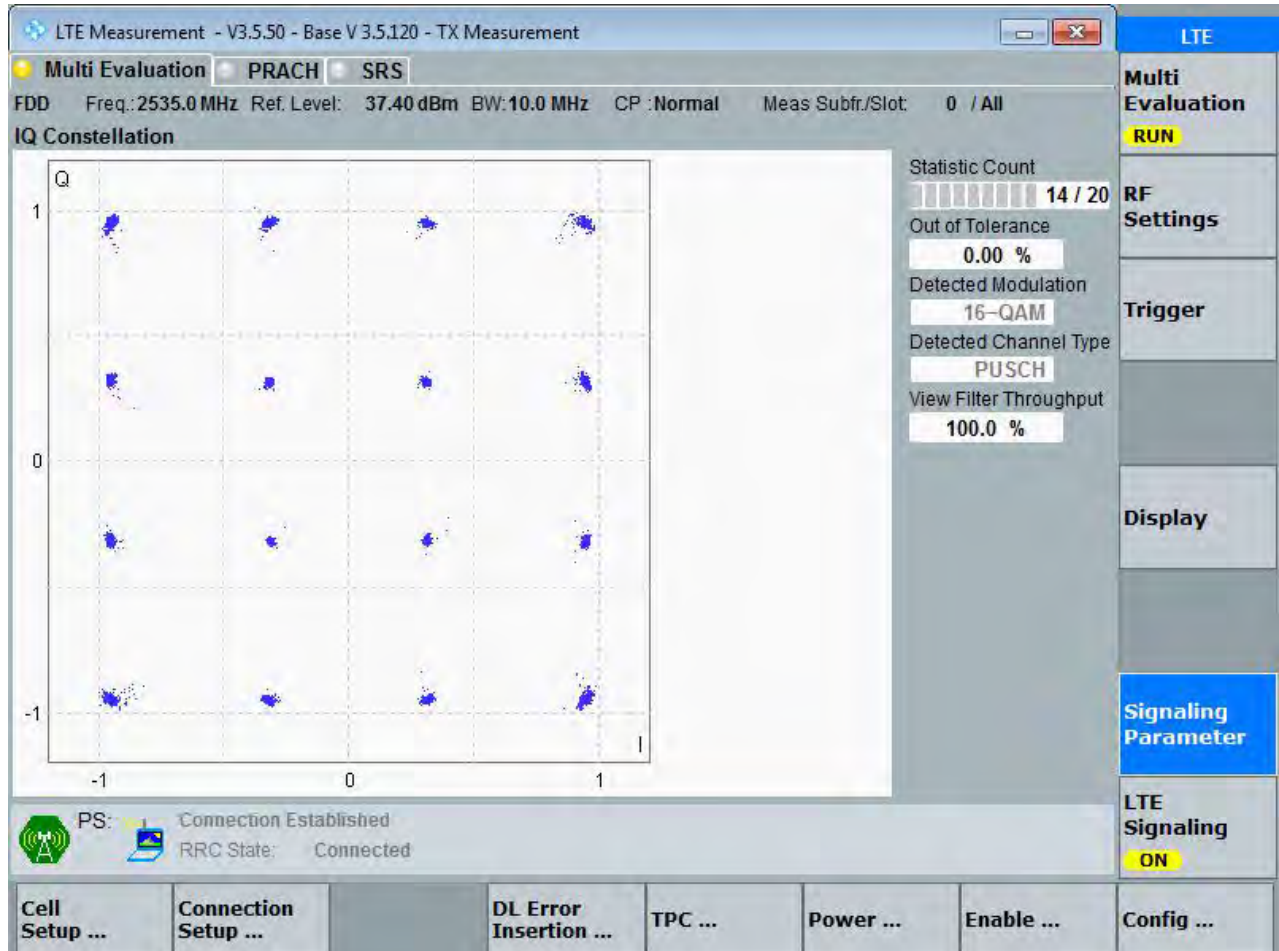 LTE Measurement - V3.5.50 - Base V 3.5.120 - TX Measurement
LTE
Multi Evaluation PRACH SRS
FDD Freq.: 2535.0 MHz Ref. Level: 37.40 dBm BW: 10.0 MHz CP : Normal Meas Subfr./Slot: 0 / All
IQ Constellation
Q
1
0
-1
I
-1 0 1
Statistic Count
14 / 20
Out of Tolerance
0.00 %
Detected Modulation
16-QAM
Detected Channel Type
PUSCH
View Filter Throughput
100.0 %
Multi
Evaluation
RUN
RF
Settings
Trigger
Display
Signaling
Parameter
LTE
Signaling
ON
PS: Connection Established
RRC State: Connected
Cell
Setup ...
Connection
Setup ...
DL Error
Insertion ...
TPC ...
Power ...
Enable ...
Config ...